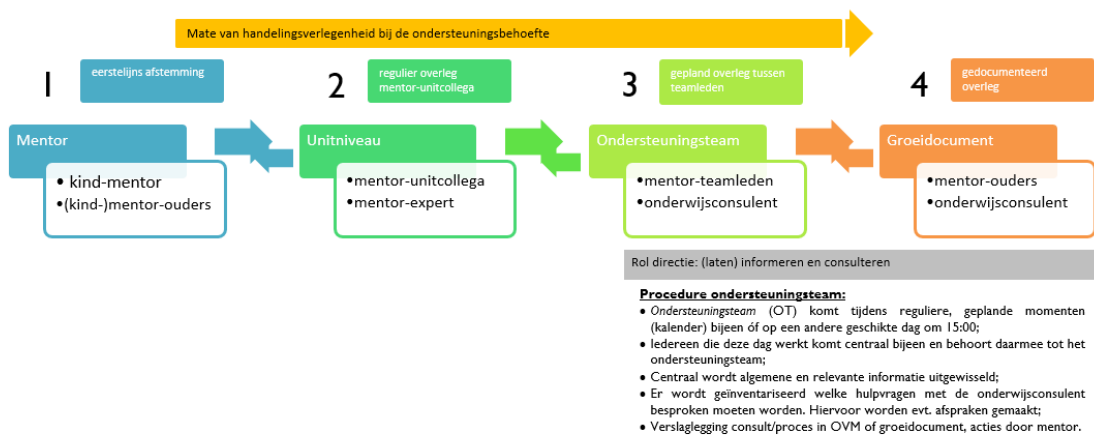 Mate van handelingsverlegenheid bij de ondersteuningsbehoefte
1
eerstelijns afstemming
2
regulier overleg
mentor-unitcollega
3
gepland overleg tussen
teamleden
4
gedocumenteerd
overleg
Mentor
• kind-mentor
•(kind-)mentor-ouders
Unitniveau
•mentor-unitcollega
•mentor-expert
Ondersteuningsteam
•mentor-teamleden
•onderwijsconsulent
Groeidocument
•mentor-ouders
•onderwijsconsulent
Rol directie: (laten) informeren en consulteren
Procedure ondersteuningsteam:
• Ondersteuningsteam (OT) komt tijdens reguliere, geplande momenten
(kalender) bijeen óf op een andere geschikte dag om 15:00;
• Iedereen die deze dag werkt komt centraal bijeen en behoort daarmee tot het
ondersteuningsteam;
• Centraal wordt algemene en relevante informatie uitgewisseld;
• Er wordt geïnventariseerd welke hulpvragen met de onderwijsconsulent
besproken moeten worden. Hiervoor worden evt. afspraken gemaakt;
• Verslaglegging consult/proces in OVM of groeidocument, acties door mentor.